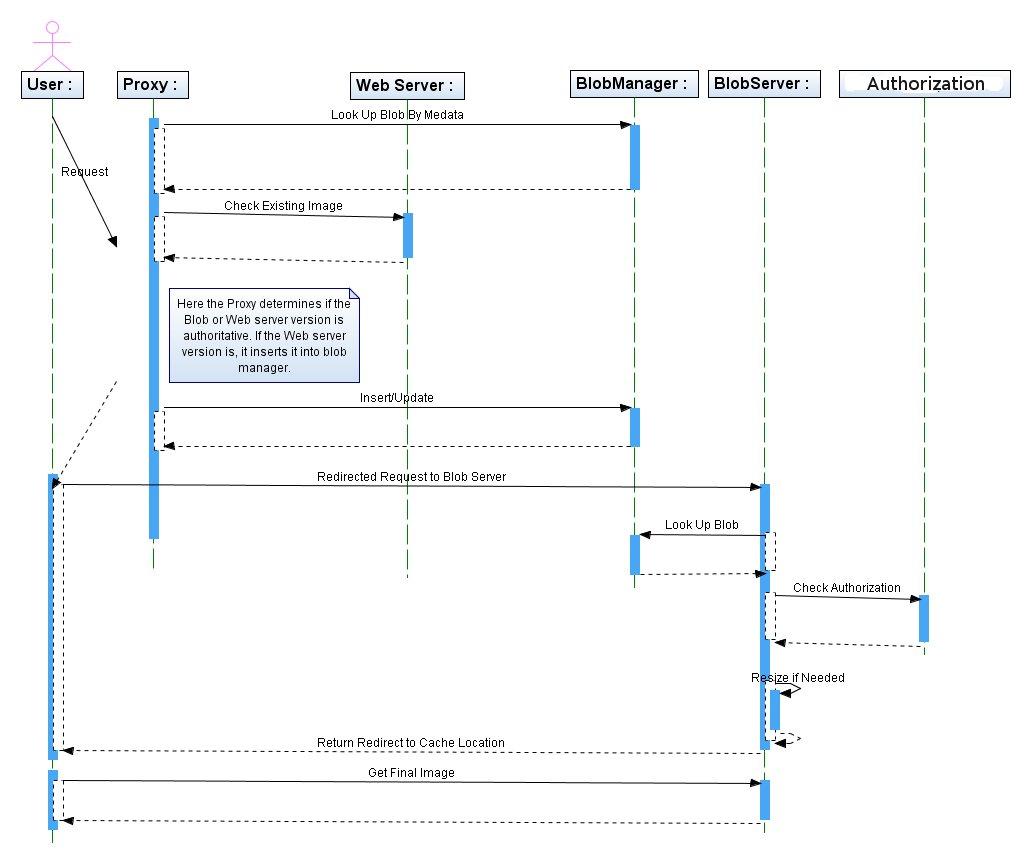 User :
Proxy :
Web Server :
BlobManager :
BlobServer :
Authorization
Look Up Blob By Medata
Request
Check Existing Image
Here the Proxy determines if the
Blob or Web server version is
authoritative. If the Web server
version is, it inserts it into blob
manager.
Insert/Update
Redirected Request to Blob Server
Look Up Blob
Check Authorization
Resize if Needed
Return Redirect to Cache Location
Get Final Image